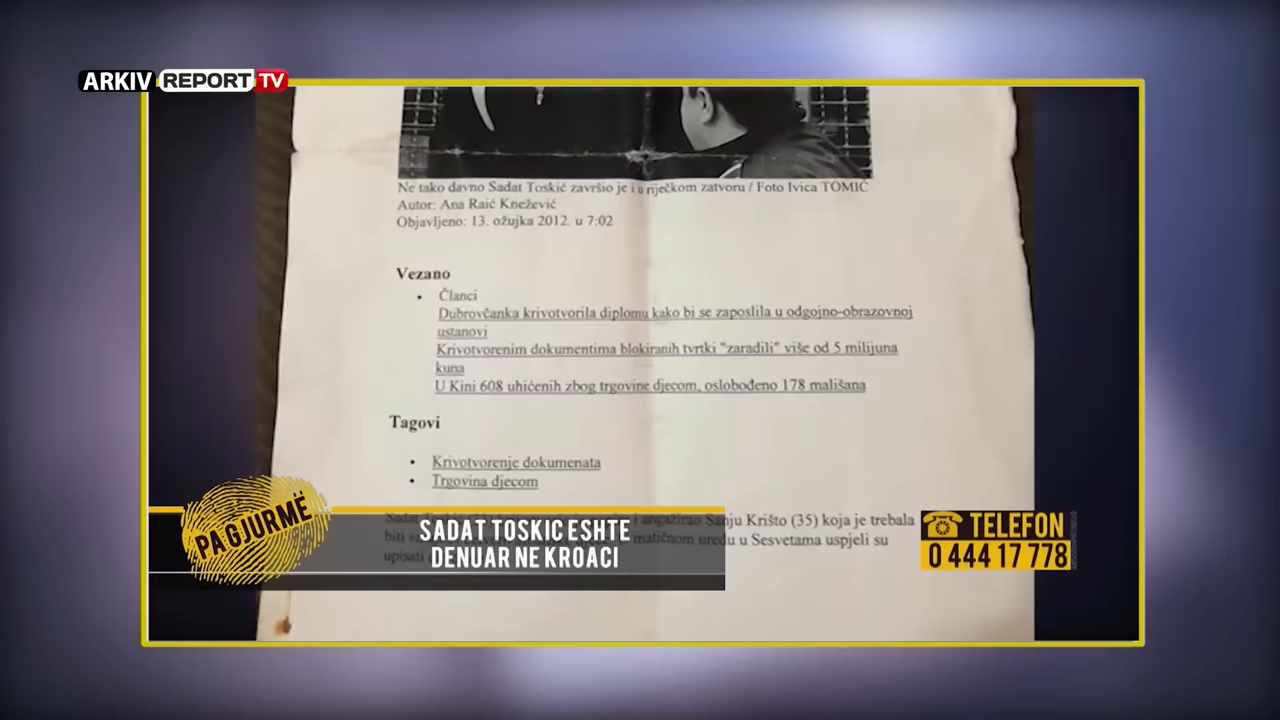 ARKIV REPORT TV
Ne tako davno Sadat Toskić završio je i u riječkom zatvoru / Foto Ivica TOMIĆ
Autor: Ana Raić Knežević
Objavljeno: 13. ožujka 2012. u 7:02
Vezano
• Članci
Dubrovčanka krivotvorila diplomu kako bi se zaposlila u odgojno-obrazovnoj
ustanovi
Krivotvorenim dokumentima blokiranih tvrtki "zaradili" više od 5 milijuna
kuna
U Kini 608 uhićenih zbog trgovine djecom, oslobođeno 178 mališana
Tagovi
• Krivotvorenje dokumenata
• Trgovina djecom
i angažirao Sanju Krišto (35) koja je trebala
matičnom uredu u Sesvetama uspjeli su
upisati
PA GJURMË
SADAT TOSKIC ESHTE
DENUAR NE KROACI
TELEFON
0 444 17 778